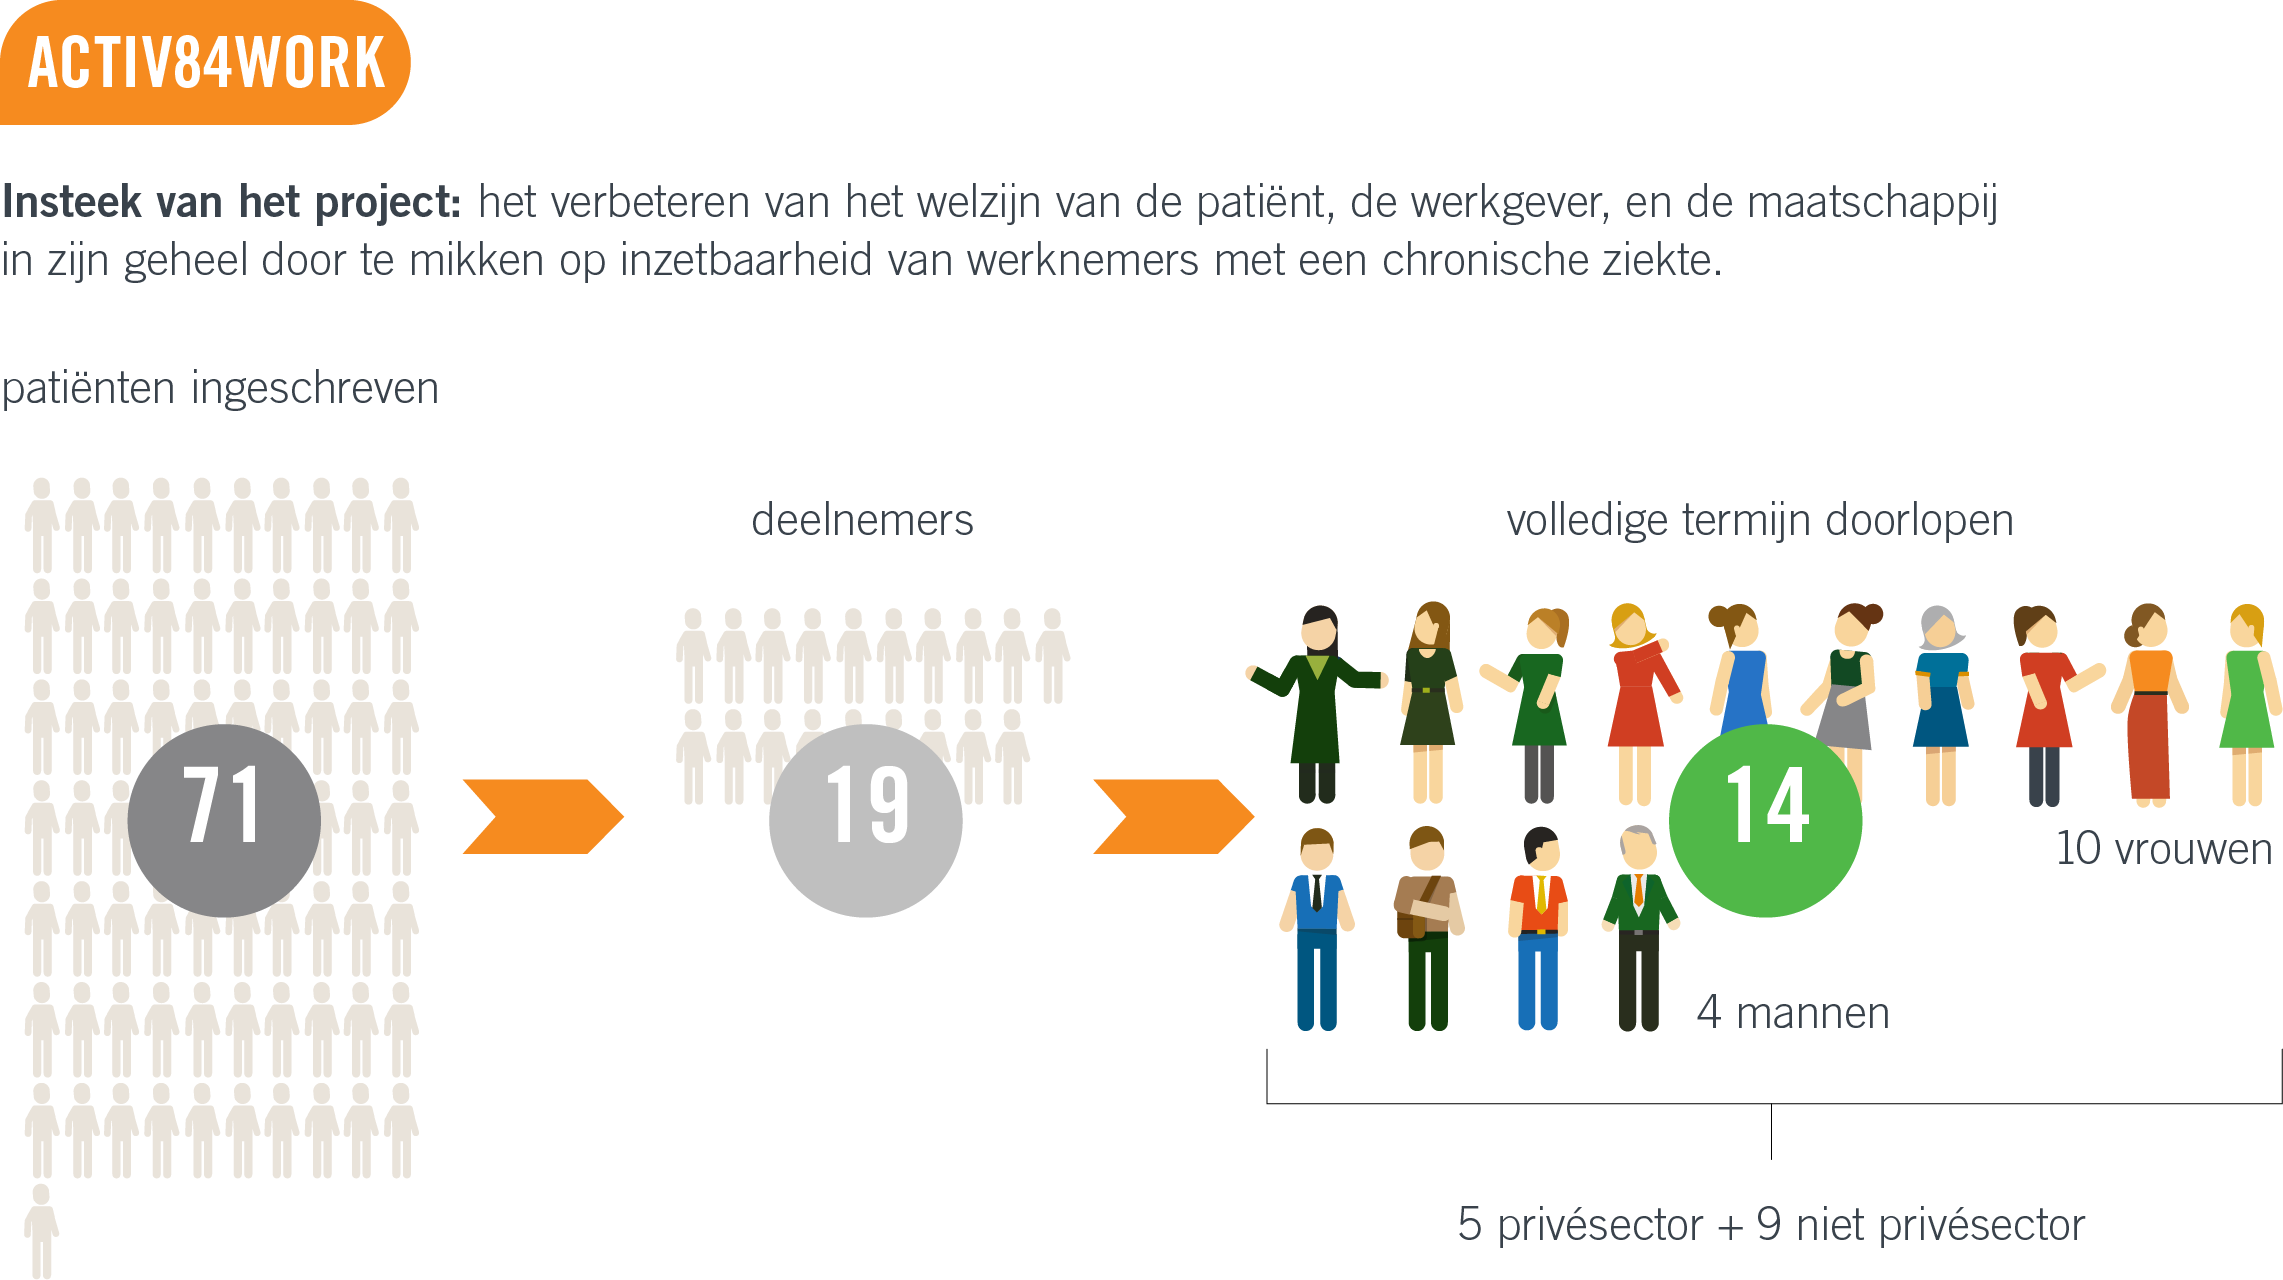 ACTIV84WORK
Insteek van het project: het verbeteren van het welzijn van de patiënt, de werkgever, en de maatschappij
in zijn geheel door te mikken op inzetbaarheid van werknemers met een chronische ziekte.
patiënten ingeschreven
deelnemers
volledige termijn doorlopen
71
19
14
10 vrouwen
4 mannen
5 privésector + 9 niet privésector